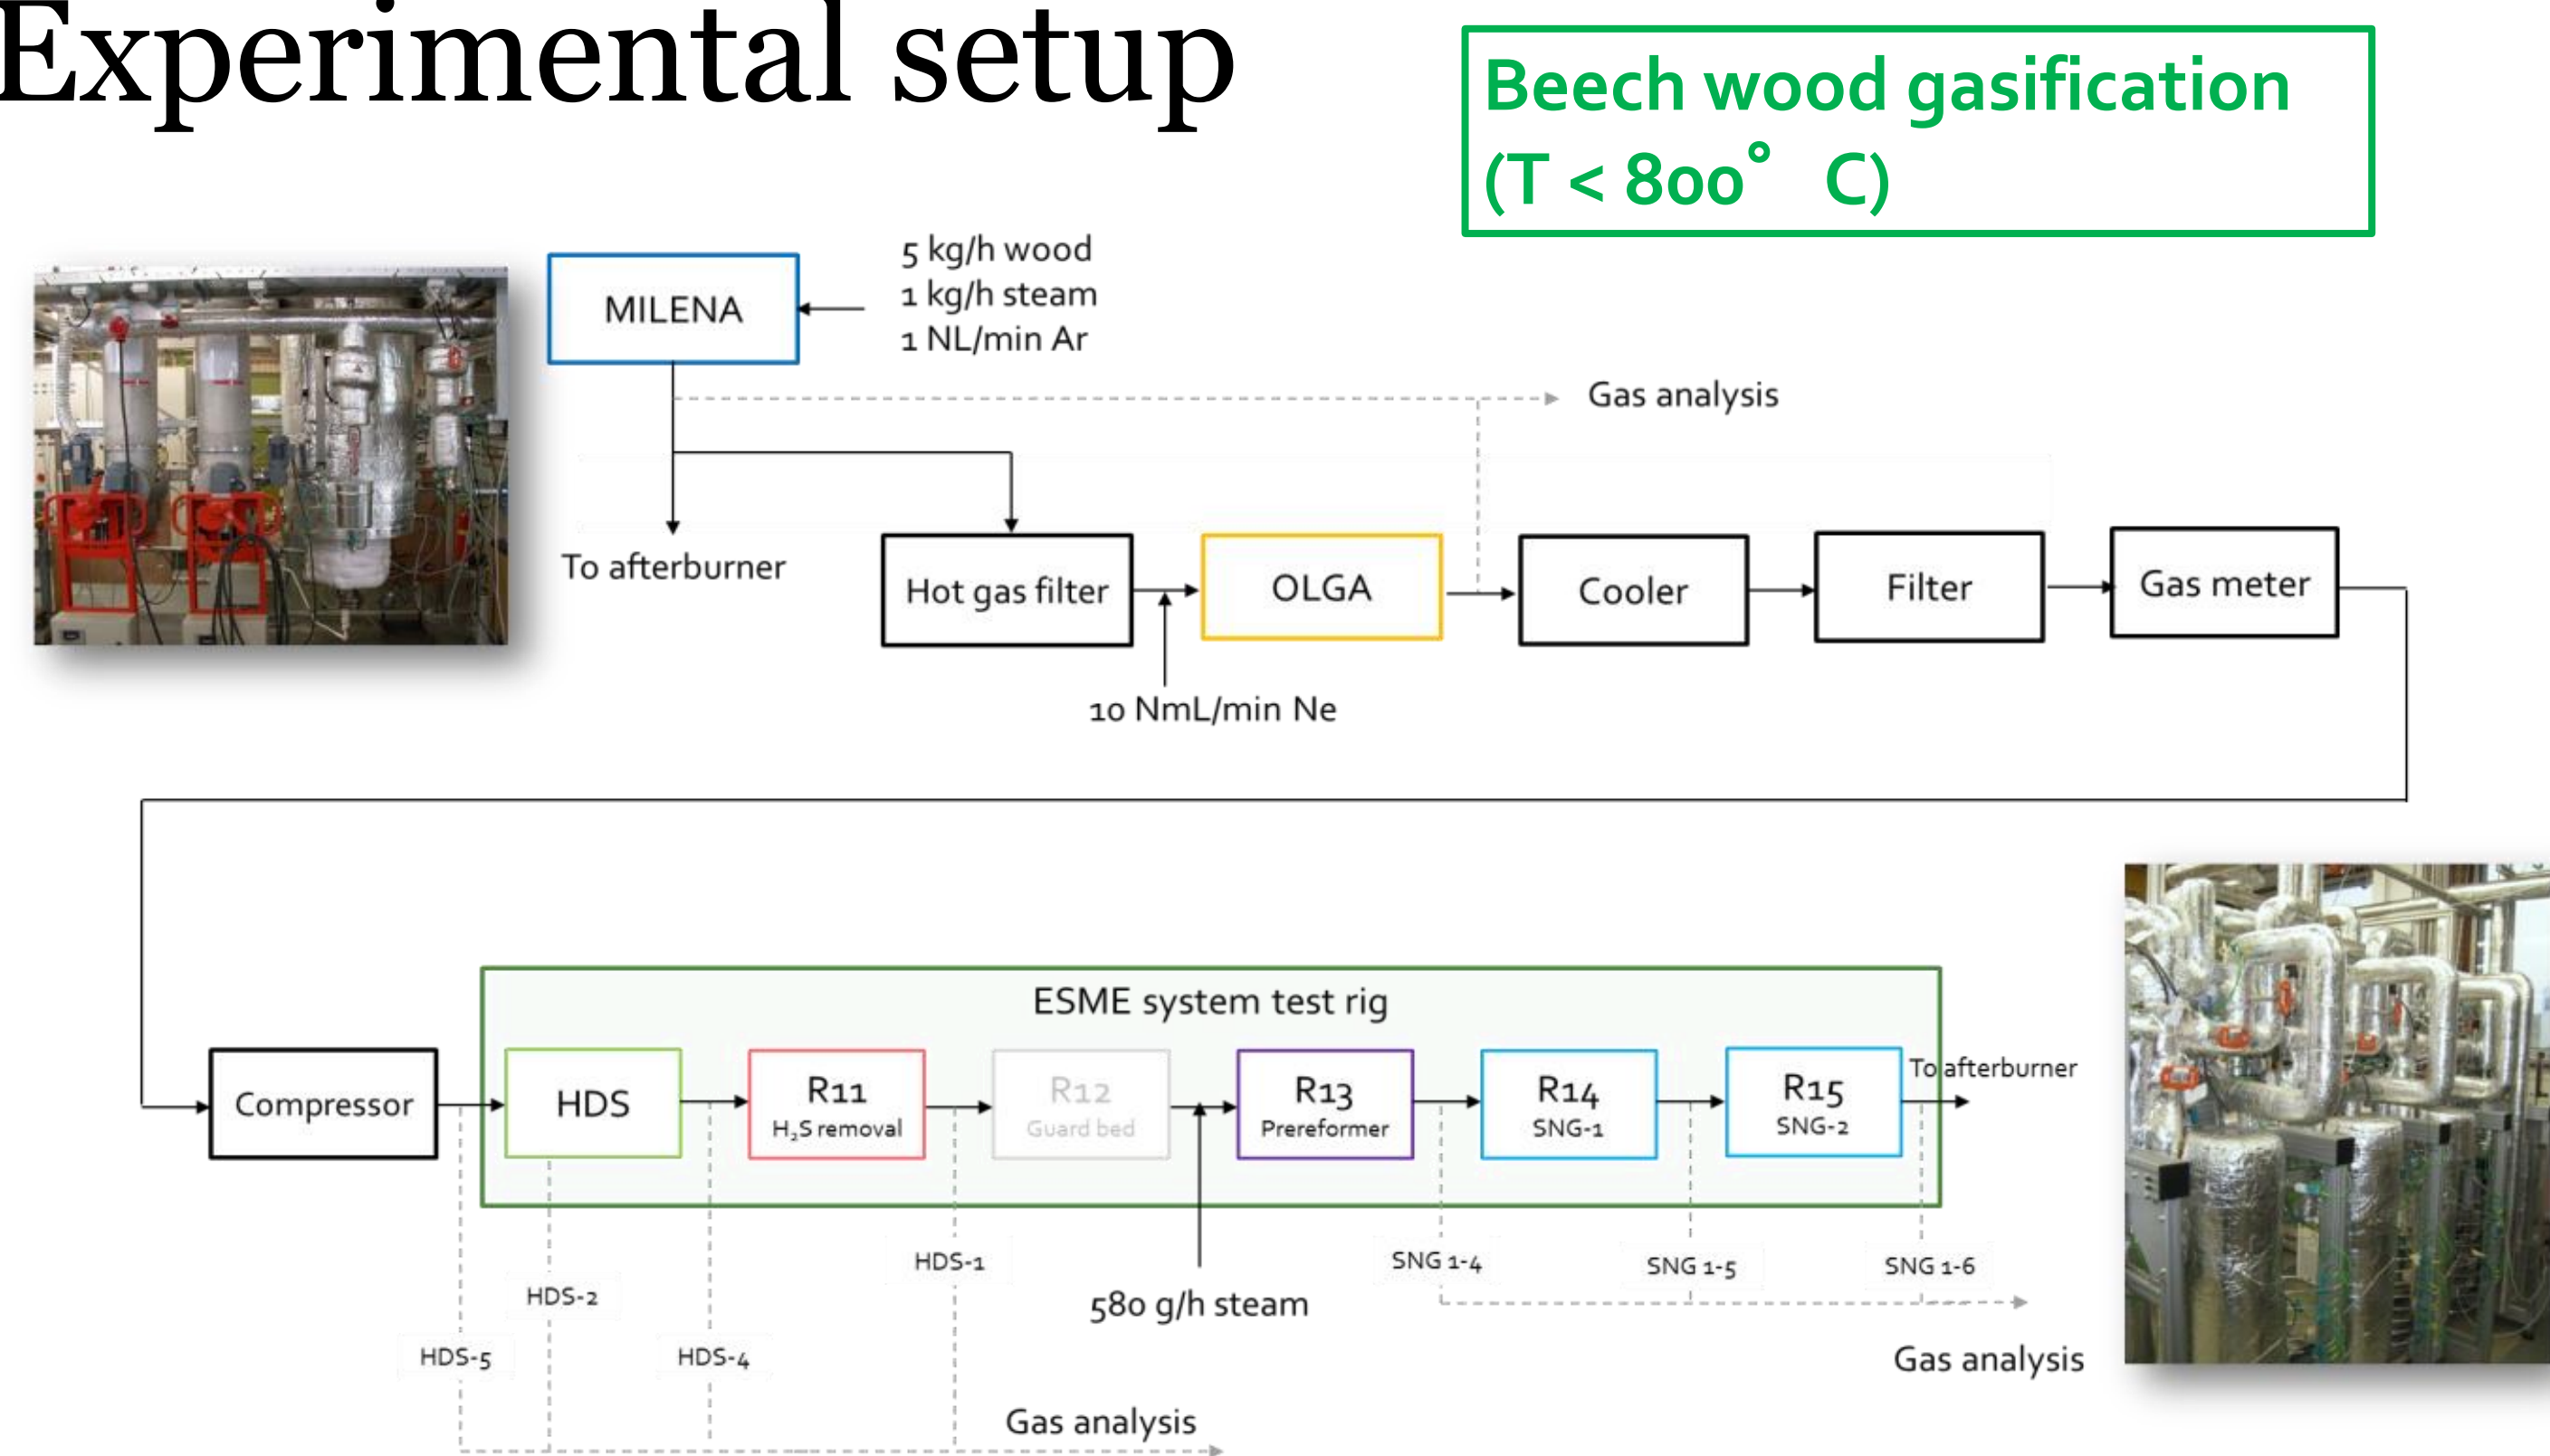 Experimental setup
Beech wood gasification
(T < 800° C)
MILENA
5 kg/h wood
1 kg/h steam
1 NL/min Ar
Gas analysis
To afterburner
Hot gas filter
OLGA
Cooler
Filter
Gas meter
10 NmL/min Ne
ESME system test rig
Compressor
HDS
R11
H₂S removal
R12
Guard bed
R13
Prereformer
R14
SNG-1
R15
SNG-2
To afterburner
HDS-1
SNG 1-4
SNG 1-5
SNG 1-6
HDS-2
580 g/h steam
HDS-5
HDS-4
Gas analysis
Gas analysis